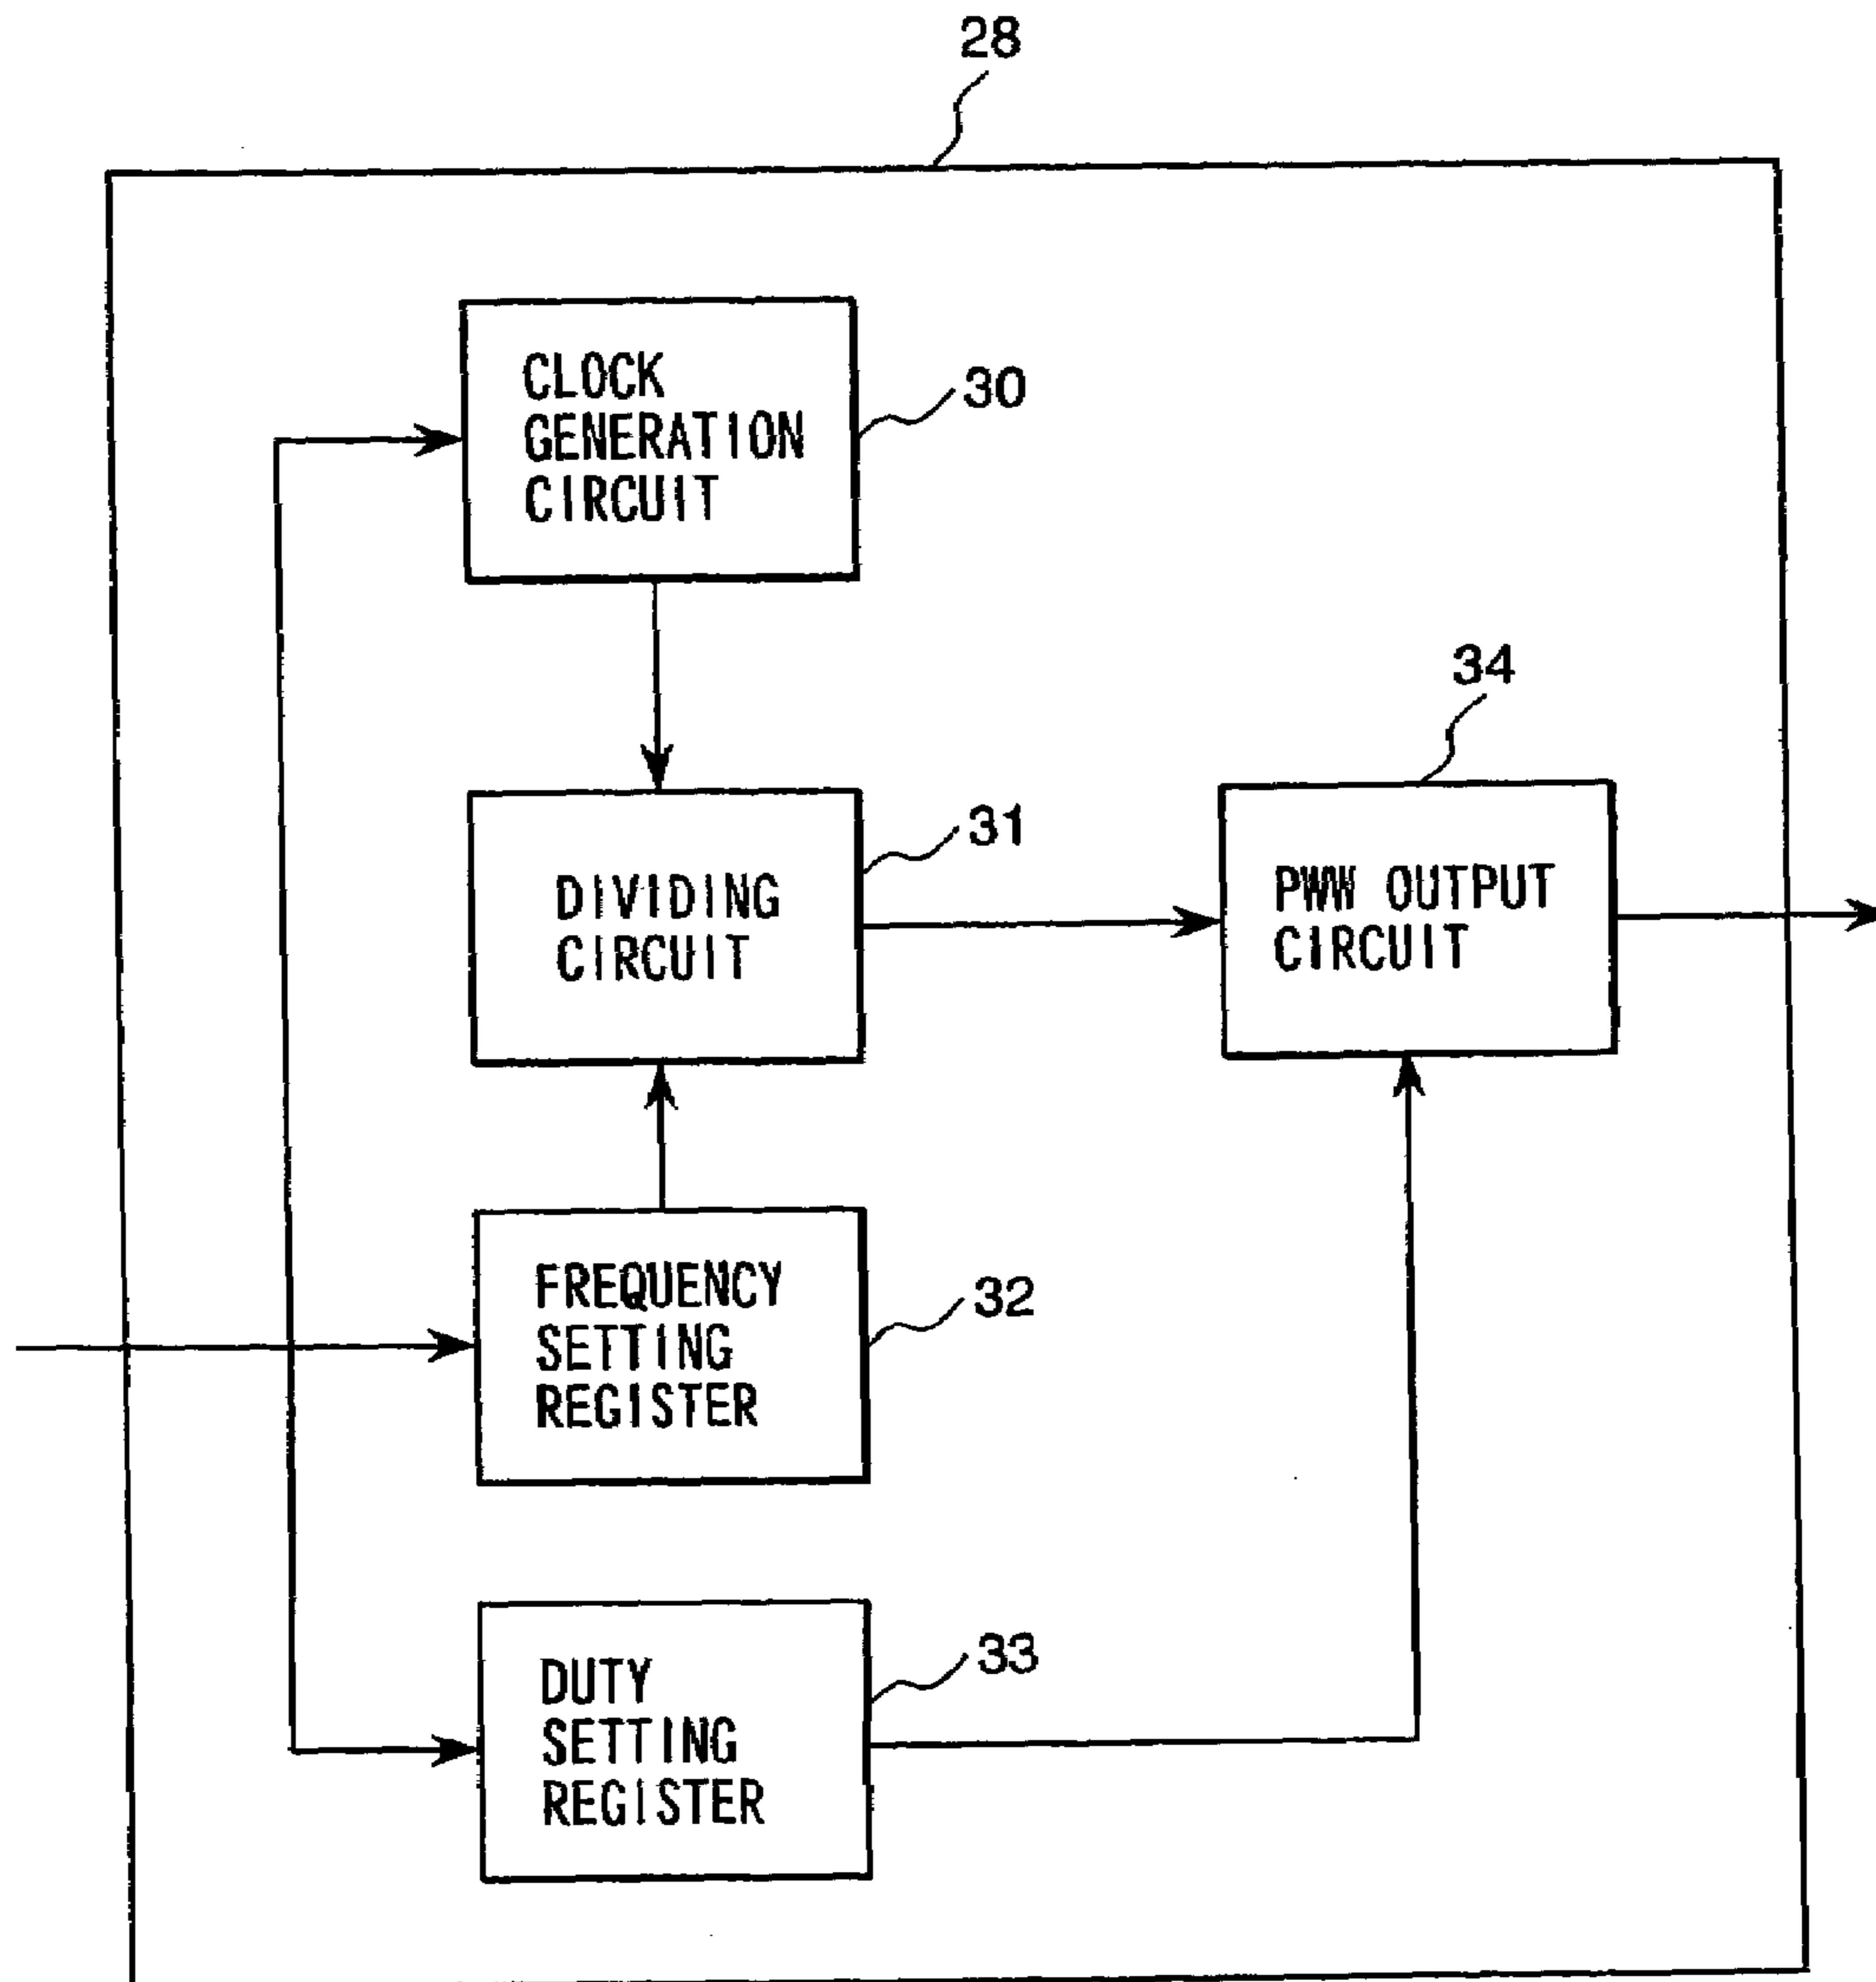 28
CLOCK
GENERATION
CIRCUIT
30
34
DIVIDING
CIRCUIT
31
PWW OUTPUT
CIRCUIT
FREQUENCY
SETTING
REGISTER
32
DUTY
SETTING
REGISTER
33